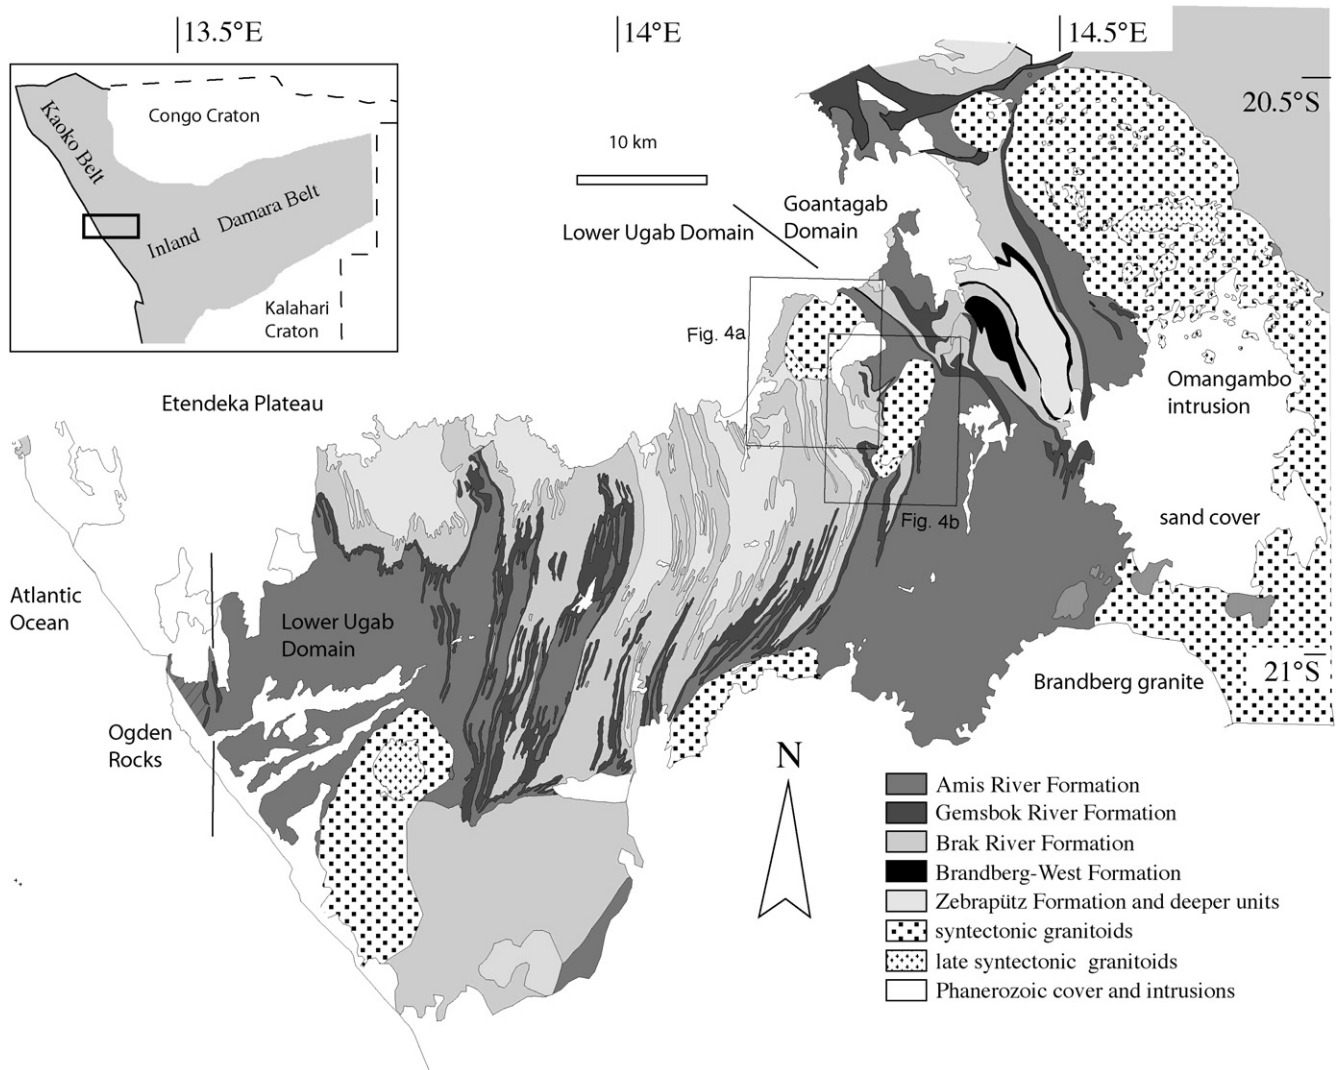 13.5°E
14°E
14.5°E
20.5°S
Congo Craton
Kaoko Belt
Inland Damara Belt
Kalahari
Craton
10 km
Lower Ugab Domain
Goantagab
Domain
Fig. 4a
Fig. 4b
Omangambo
intrusion
Etendeka Plateau
sand cover
Atlantic
Ocean
Lower Ugab
Domain
21°S
Brandberg granite
Ogden
Rocks
N
Amis River Formation
Gemsbok River Formation
Brak River Formation
Brandberg-West Formation
Zebrapütz Formation and deeper units
syntectonic granitoids
late syntectonic granitoids
Phanerozoic cover and intrusions